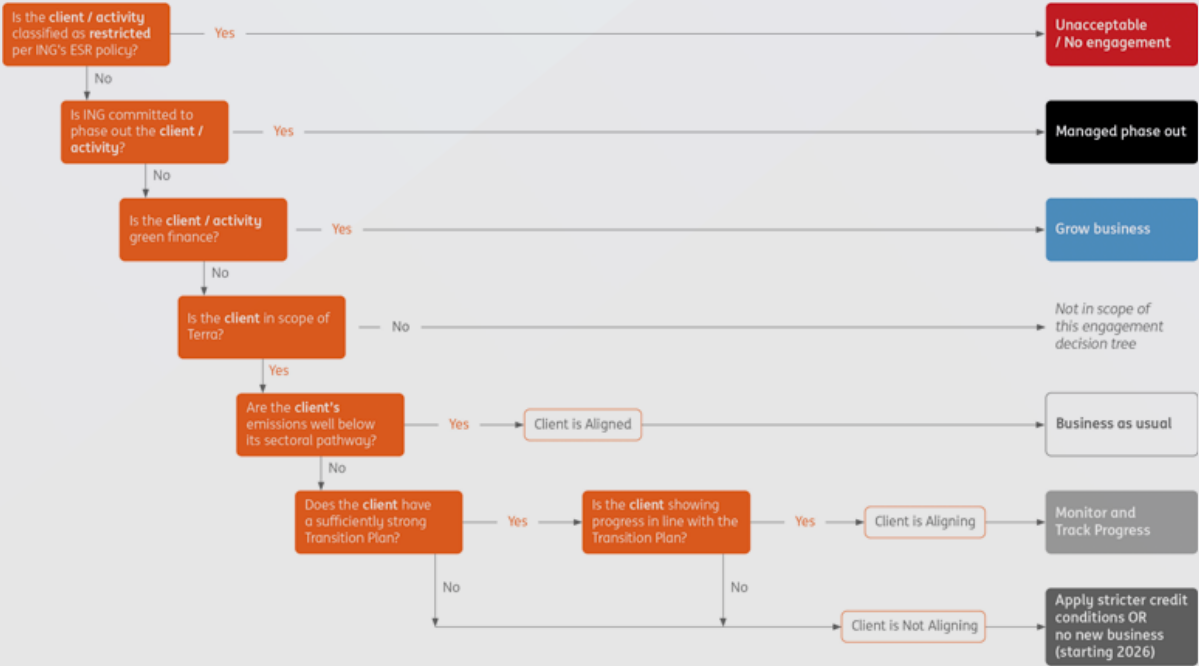 Is the client / activity
classified as restricted
per ING's ESR policy?
Yes
Unacceptable
/ No engagement
No
Is ING committed to
phase out the client /
activity?
Yes
Managed phase out
No
Is the client / activity
green finance?
Yes
Grow business
No
Is the client in scope of
Terra?
No
Not in scope of
this engagement
decision tree
Yes
Are the client's
emissions well below
its sectoral pathway?
Yes
Client is Aligned
Business as usual
No
Does the client have
a sufficiently strong
Transition Plan?
Yes
Is the client showing
progress in line with the
Transition Plan?
Yes
Client is Aligning
Monitor and
Track Progress
No
No
Client is Not Aligning
Apply stricter credit
conditions OR
no new business
(starting 2026)